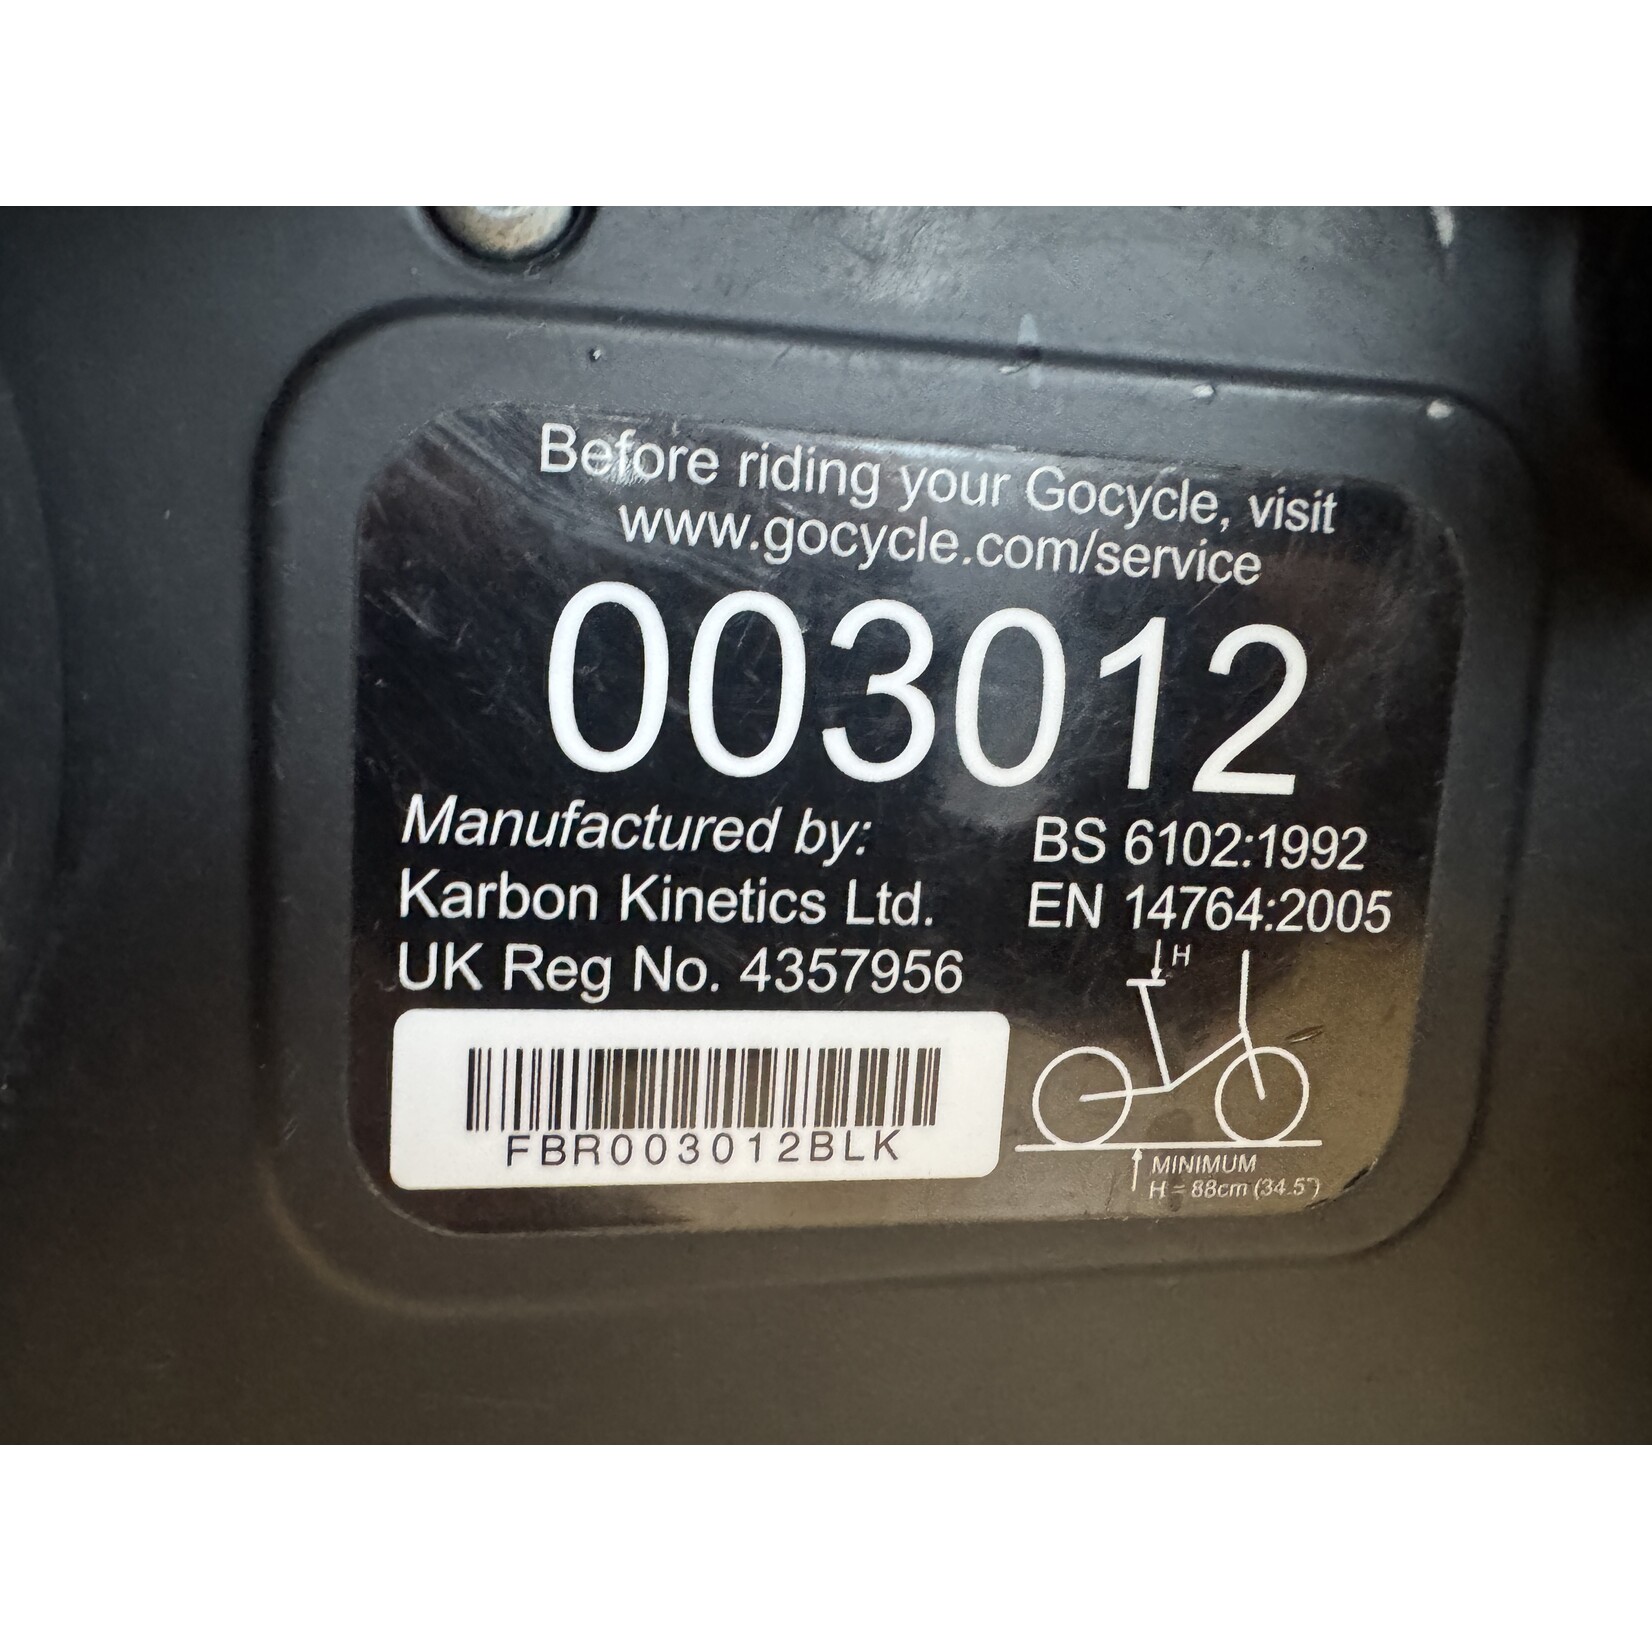 Before riding your Gocycle, visit
www.gocycle.com/service
003012
Manufactured by:
Karbon Kinetics Ltd.
UK Reg No. 4357956
BS 6102:1992
EN 14764:2005
H
FBR003012BLK
MINIMUM
H = 88cm (34.5")